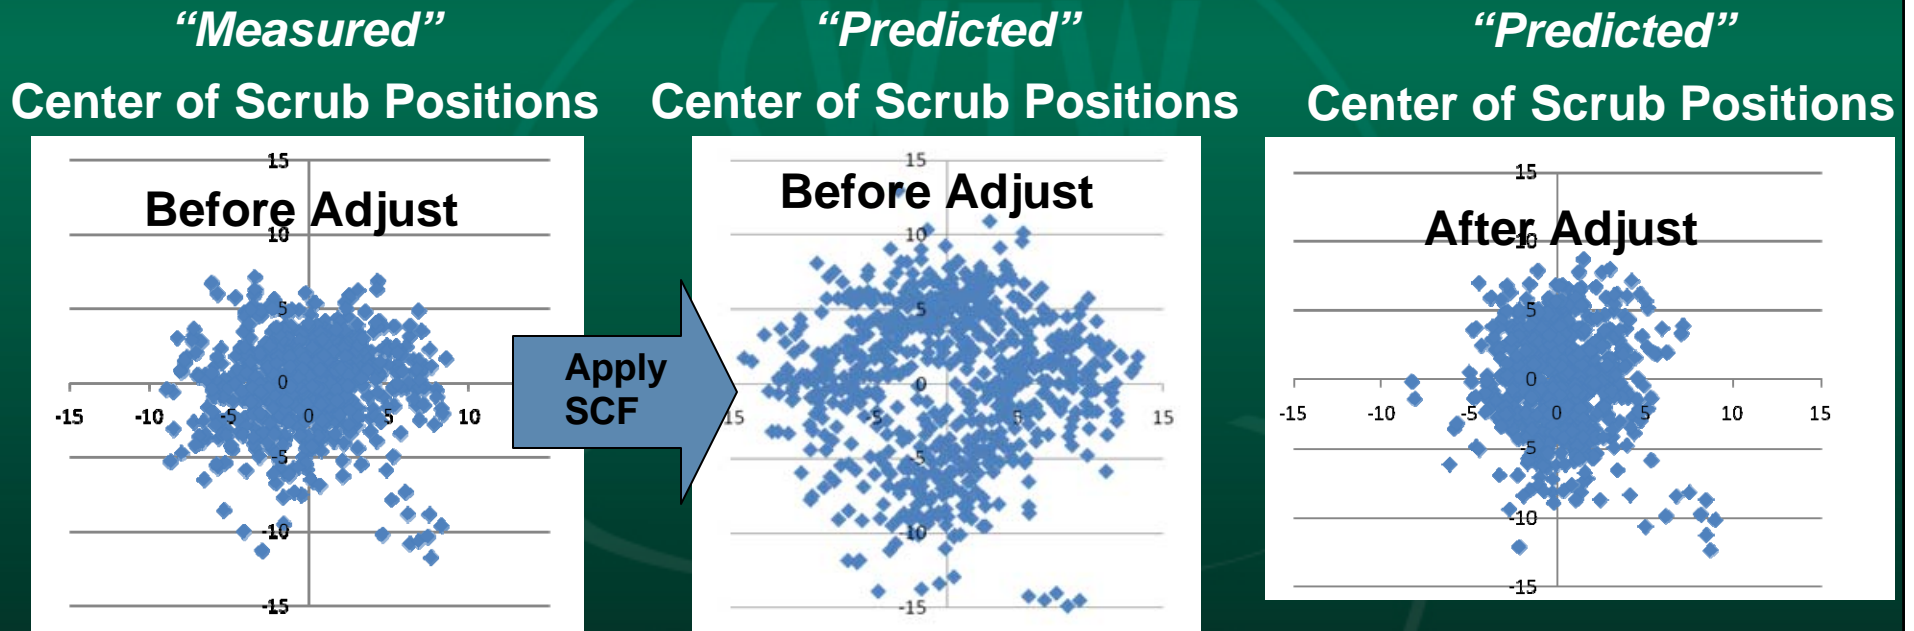 “Measured”
Center of Scrub Positions
Before Adjust
15
10
5
0
-15 -10 -5 0 5 10
-5
-10
-15
Apply
SCF
“Predicted”
Center of Scrub Positions
15
Before Adjust
10
5
0
15 -5 5 15
-5
-10
-15
“Predicted”
Center of Scrub Positions
15
After Adjust
10
5
0
-15 -10 -5 0 5 10 15
-5
-10
-15